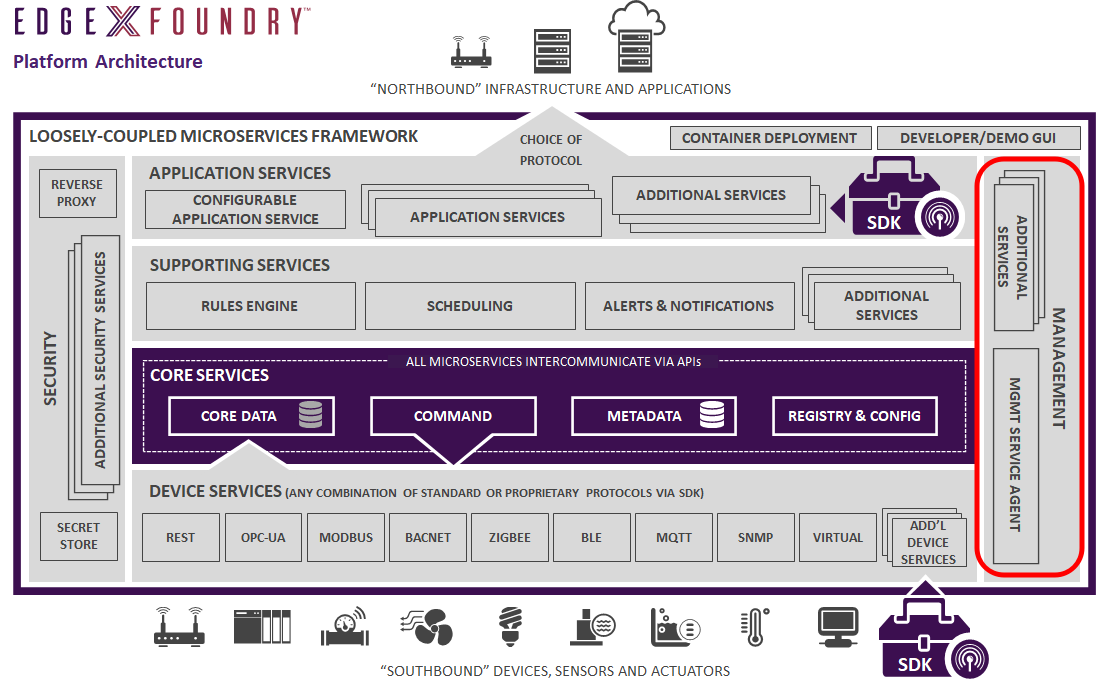 EDGE X FOUNDRY™
Platform Architecture
“NORTHBOUND” INFRASTRUCTURE AND APPLICATIONS
LOOSELY-COUPLED MICROSERVICES FRAMEWORK
CHOICE OF
PROTOCOL
CONTAINER DEPLOYMENT
DEVELOPER/DEMO GUI
REVERSE
PROXY
SECURITY
ADDITIONAL SECURITY SERVICES
SECRET
STORE
APPLICATION SERVICES
CONFIGURABLE
APPLICATION SERVICE
APPLICATION SERVICES
ADDITIONAL SERVICES
SDK
SUPPORTING SERVICES
RULES ENGINE
SCHEDULING
ALERTS & NOTIFICATIONS
ADDITIONAL
SERVICES
ALL MICROSERVICES INTERCOMMUNICATE VIA APIs
CORE SERVICES
CORE DATA
COMMAND
METADATA
REGISTRY & CONFIG
DEVICE SERVICES (ANY COMBINATION OF STANDARD OR PROPRIETARY PROTOCOLS VIA SDK)
REST
OPC-UA
MODBUS
BACNET
ZIGBEE
BLE
MQTT
SNMP
VIRTUAL
ADD’L
DEVICE
SERVICES
ADDITIONAL
SERVICES
MANAGEMENT
MGMT SERVICE AGENT
“SOUTHBOUND” DEVICES, SENSORS AND ACTUATORS
SDK